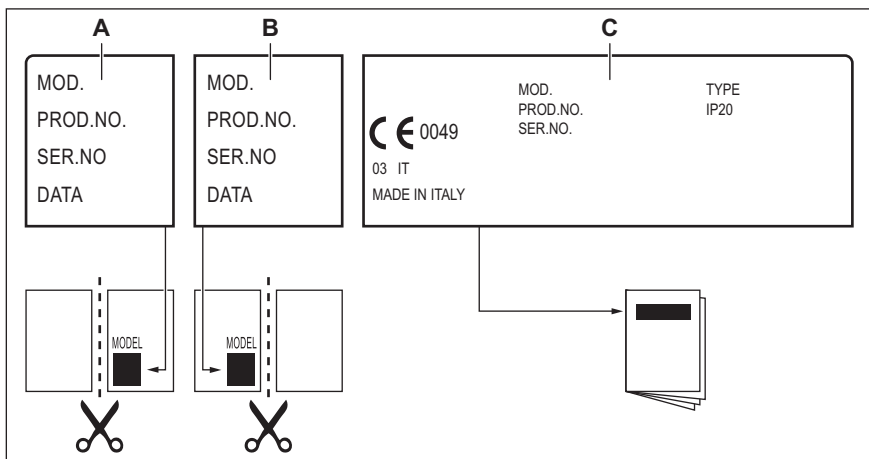 A
B
C
MOD.
PROD.NO.
SER.NO
DATA
MOD.
PROD.NO.
SER.NO
DATA
MOD.
PROD.NO.
SER.NO.
TYPE
IP20
CE 0049
03 IT
MADE IN ITALY
MODEL
MODEL